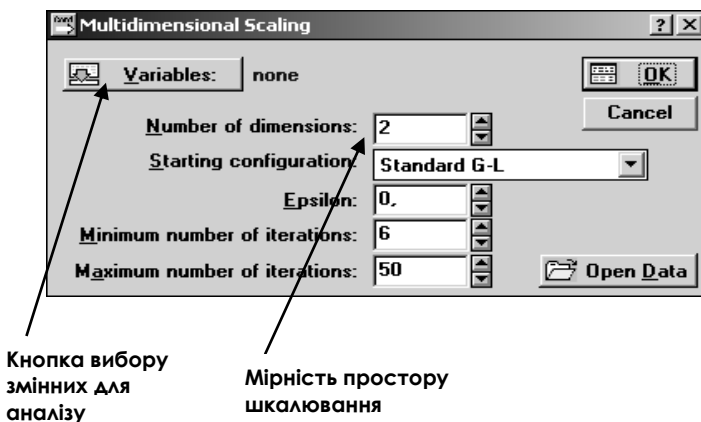 Multidimensional Scaling
Variables: none
OK
Cancel
Number of dimensions: 2
Starting configuration: Standard G-L
Epsilon: 0,
Minimum number of iterations: 6
Maximum number of iterations: 50
Open Data
Кнопка вибору
змінних для
аналізу
Мірність простору
шкалювання